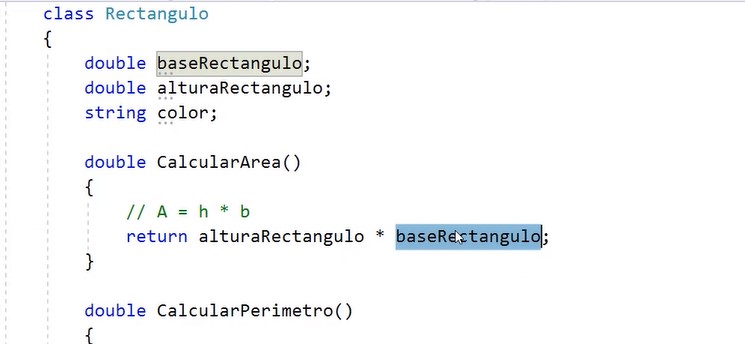 class Rectangulo
{
double baseRectangulo;
double alturaRectangulo;
string color;
double CalcularArea()
{
// A = h * b
return alturaRectangulo * baseRectangulo;
}
double CalcularPerimetro()
{